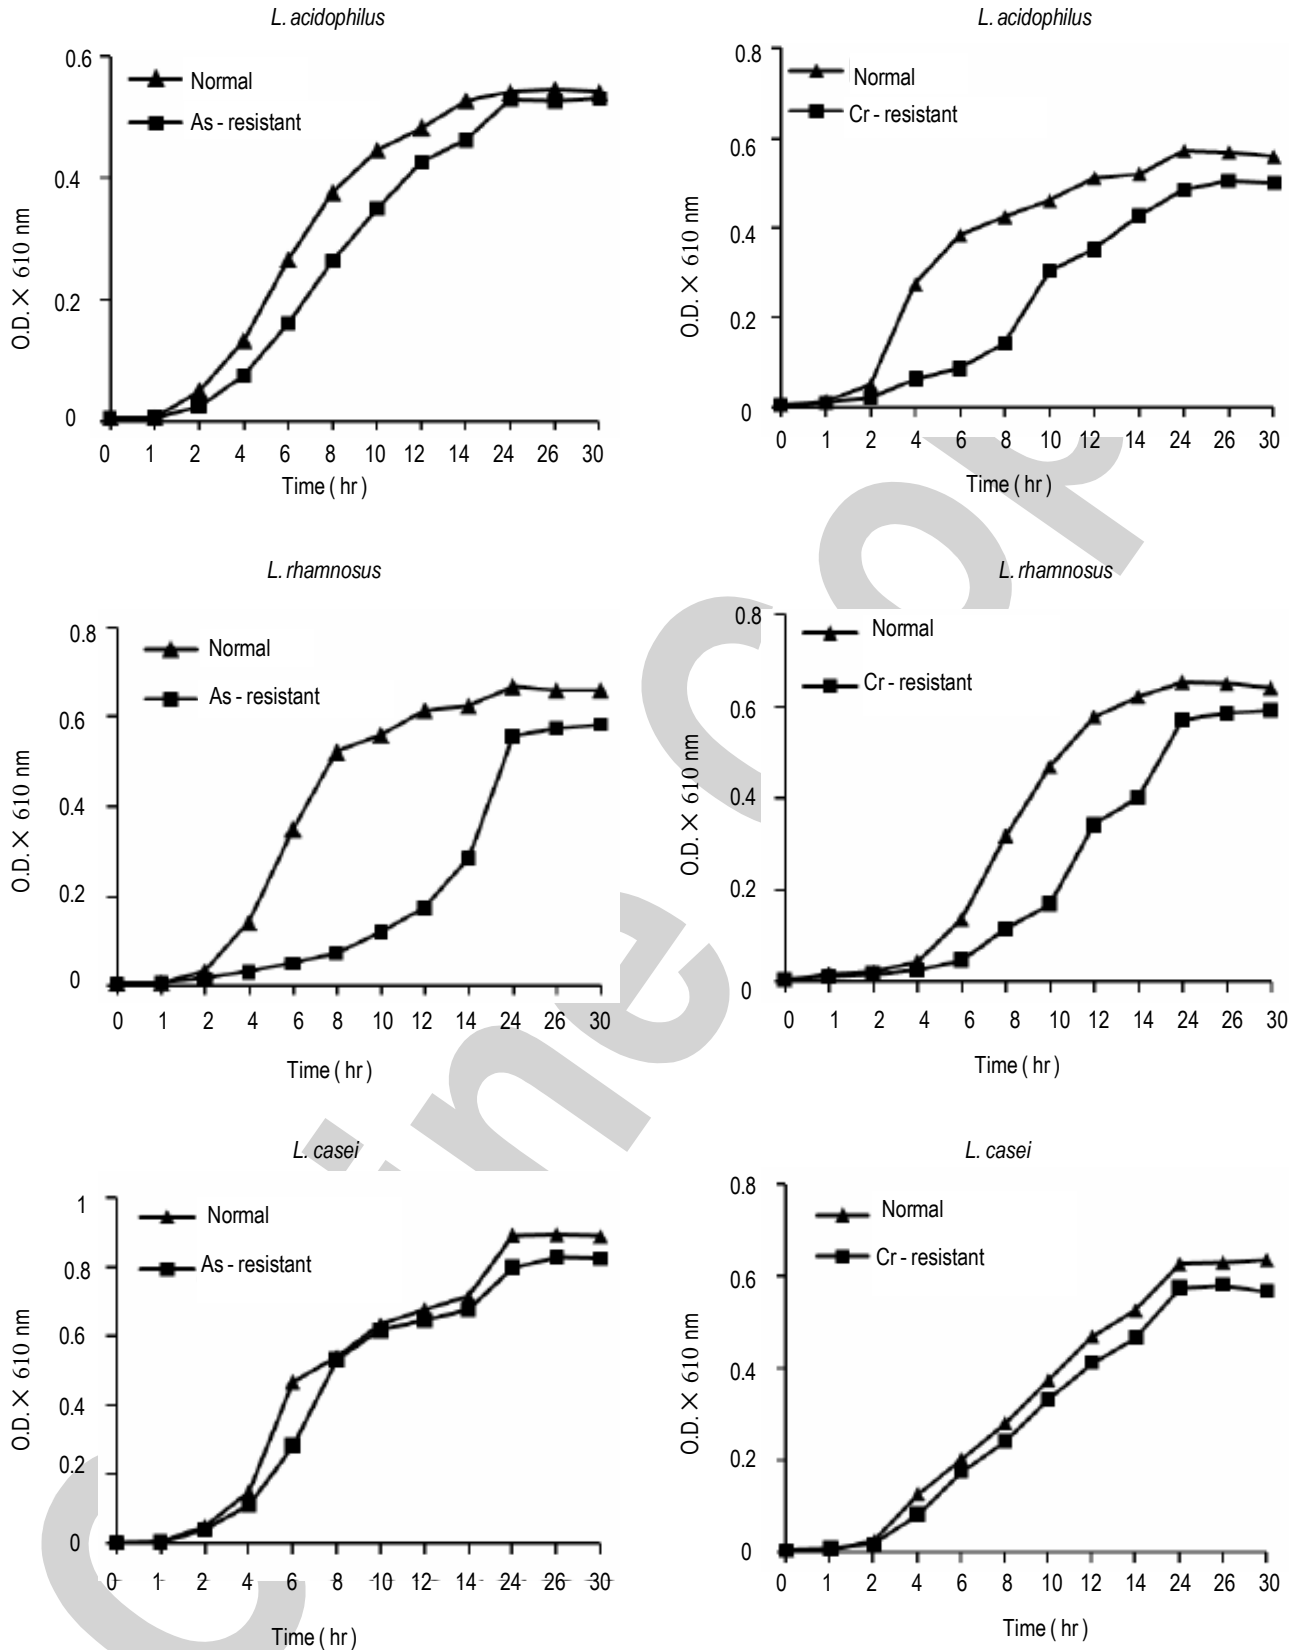 L. acidophilus
0.6
Normal
As - resistant
0.4
0.2
0
O.D. × 610 nm
0 1 2 4 6 8 10 12 14 24 26 30
Time ( hr )
L. acidophilus
0.8
Normal
Cr - resistant
0.6
0.4
0.2
0
O.D. × 610 nm
0 1 2 4 6 8 10 12 14 24 26 30
Time ( hr )
L. rhamnosus
0.8
Normal
As - resistant
0.6
0.4
0.2
0
O.D. × 610 nm
0 1 2 4 6 8 10 12 14 24 26 30
Time ( hr )
L. rhamnosus
0.8
Normal
Cr - resistant
0.6
0.4
0.2
0
O.D. × 610 nm
0 1 2 4 6 8 10 12 14 24 26 30
Time ( hr )
L. casei
1
Normal
As - resistant
0.8
0.6
0.4
0.2
0
O.D. × 610 nm
0 1 2 4 6 8 10 12 14 24 26 30
Time ( hr )
L. casei
0.8
Normal
Cr - resistant
0.6
0.4
0.2
0
O.D. × 610 nm
0 1 2 4 6 8 10 12 14 24 26 30
Time ( hr )